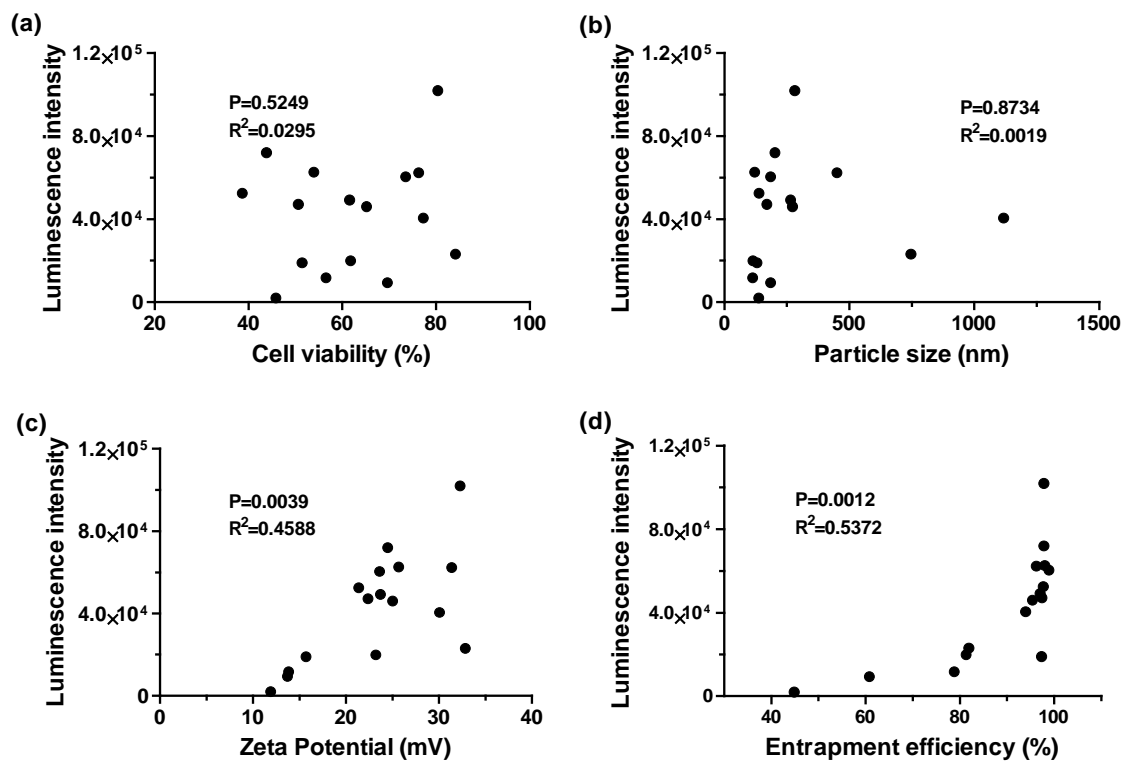 (a)
Luminescence intensity
1.2×10⁵
8.0×10⁴
4.0×10⁴
0
P=0.5249
R²=0.0295
20 40 60 80 100
Cell viability (%)
(b)
Luminescence intensity
1.2×10⁵
8.0×10⁴
4.0×10⁴
0
P=0.8734
R²=0.0019
0 500 1000 1500
Particle size (nm)
(c)
Luminescence intensity
1.2×10⁵
8.0×10⁴
4.0×10⁴
0
P=0.0039
R²=0.4588
0 10 20 30 40
Zeta Potential (mV)
(d)
Luminescence intensity
1.2×10⁵
8.0×10⁴
4.0×10⁴
0
P=0.0012
R²=0.5372
40 60 80 100
Entrapment efficiency (%)